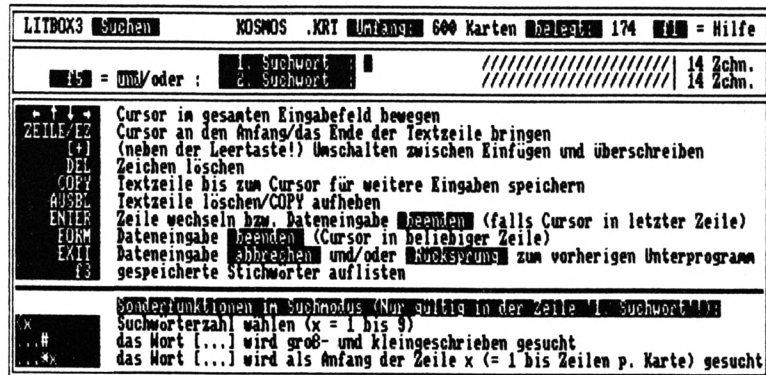 LITBOX3 Suchen KOSMOS .KRT Umfang: 600 Karten belegt: 174 f1 = Hilfe
1. Suchwort : ///////////////////////| 14 Zchn.
f5 = und/oder : 2. Suchwort : ///////////////////////| 14 Zchn.
← ↑ ↓ → Cursor im gesamten Eingabefeld bewegen
ZEILE/EZ Cursor an den Anfang/das Ende der Textzeile bringen
[+] (neben der Leertaste!) Umschalten zwischen Einfügen und überschreiben
DEL Zeichen löschen
COPY Textzeile bis zum Cursor für weitere Eingaben speichern
AUSBL Textzeile löschen/COPY aufheben
ENTER Zeile wechseln bzw. Dateneingabe beenden (falls Cursor in letzter Zeile)
FORM Dateneingabe beenden (Cursor in beliebiger Zeile)
EXIT Dateneingabe abbrechen und/oder Rücksprung zum vorherigen Unterprogramm
f3 gespeicherte Stichwörter auflisten
Sonderfunktionen im Suchmodus (Nur gültig in der Zeile '1. Suchwort'!):
\x Suchwörterzahl wählen (x = 1 bis 9)
...# das Wort [...] wird groß- und kleingeschrieben gesucht
...*x das Wort [...] wird als Anfang der Zeile x (= 1 bis Zeilen p. Karte) gesucht